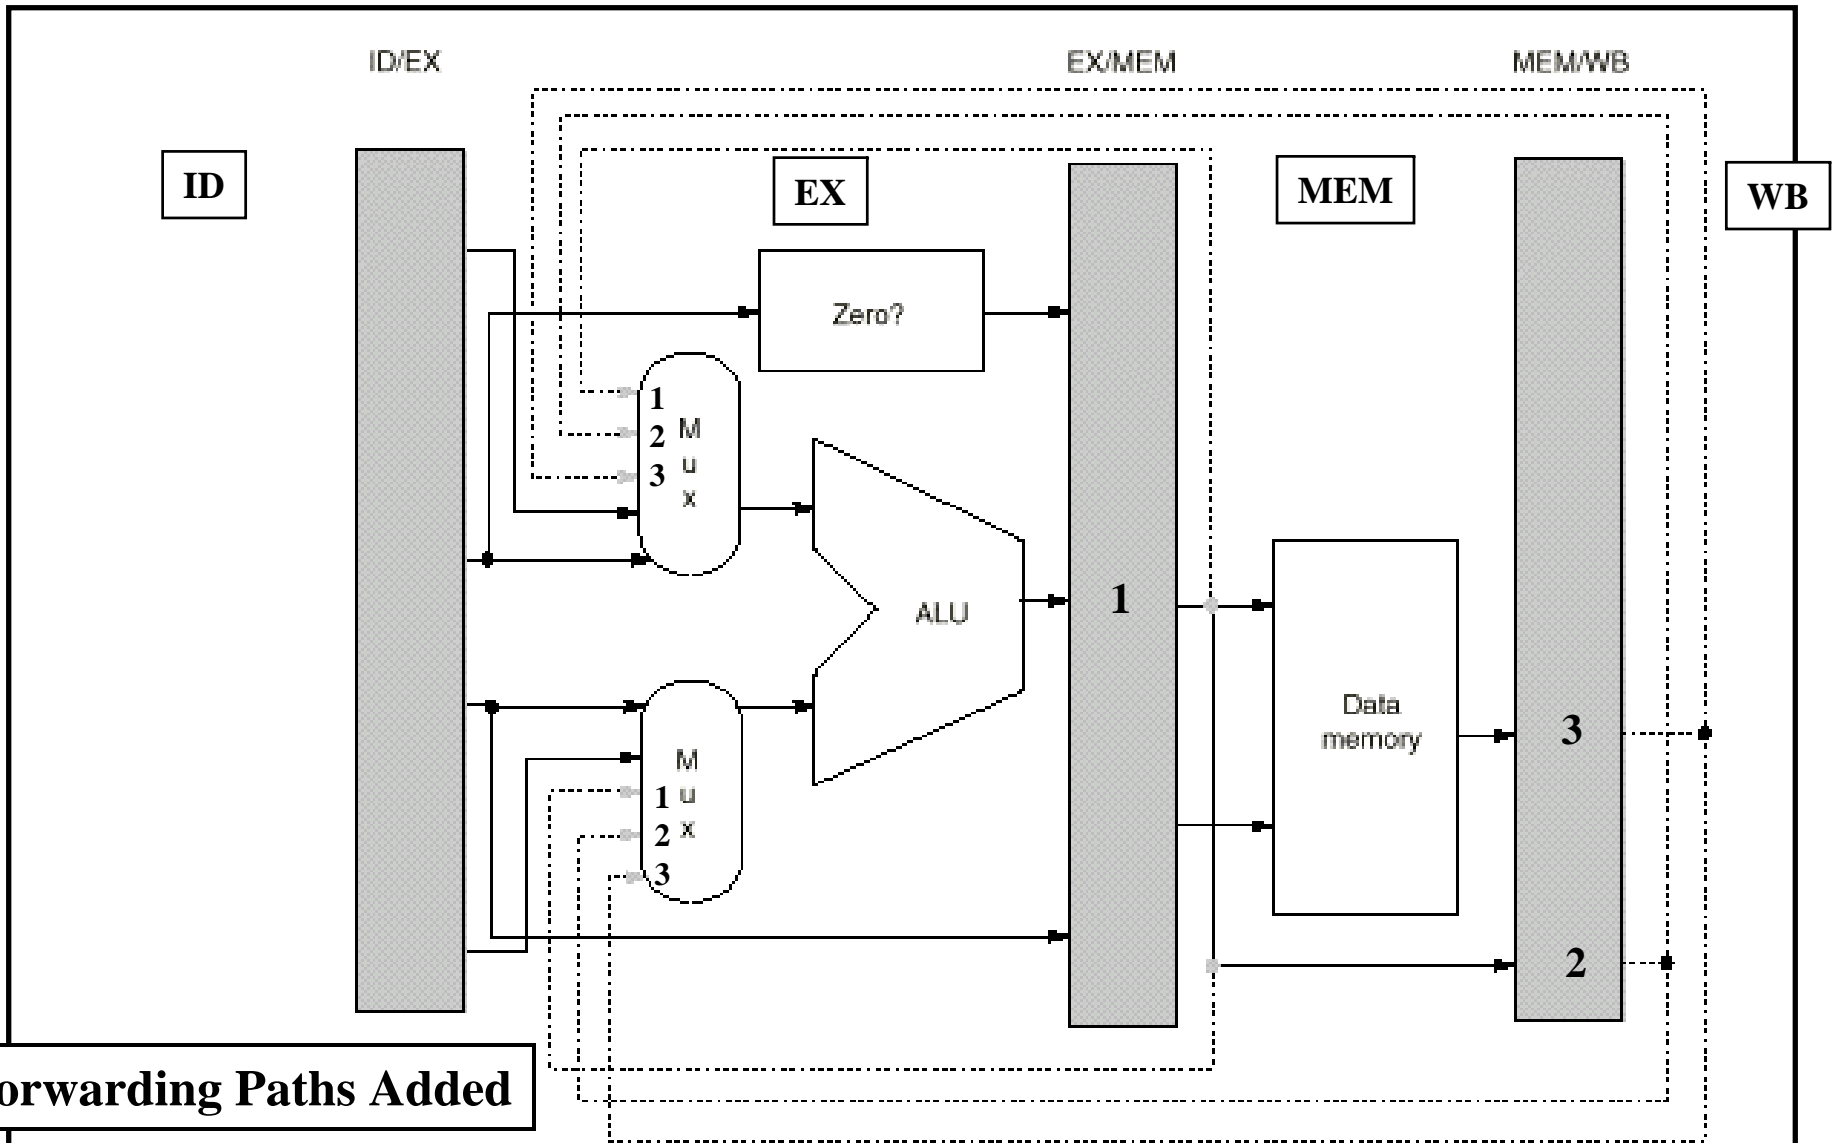 ID/EX
EX/MEM
MEM/WB
ID
EX
MEM
WB
Zero?
1
2
3
M
u
x
ALU
1
Data
memory
3
M
u
x
1
2
3
2
orwarding Paths Added